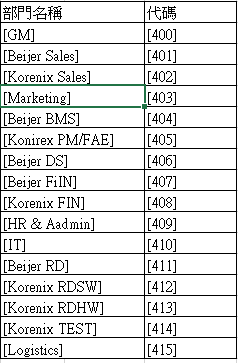 部門名稱 代碼
[GM] [400]
[Beijer Sales] [401]
[Korenix Sales] [402]
[Marketing] [403]
[Beijer BMS] [404]
[Konirex PM/FAE] [405]
[Beijer DS] [406]
[Beijer FiIN] [407]
[Korenix FIN] [408]
[HR & Aadmin] [409]
[IT] [410]
[Beijer RD] [411]
[Korenix RDSW] [412]
[Korenix RDHW] [413]
[Korenix TEST] [414]
[Logistics] [415]